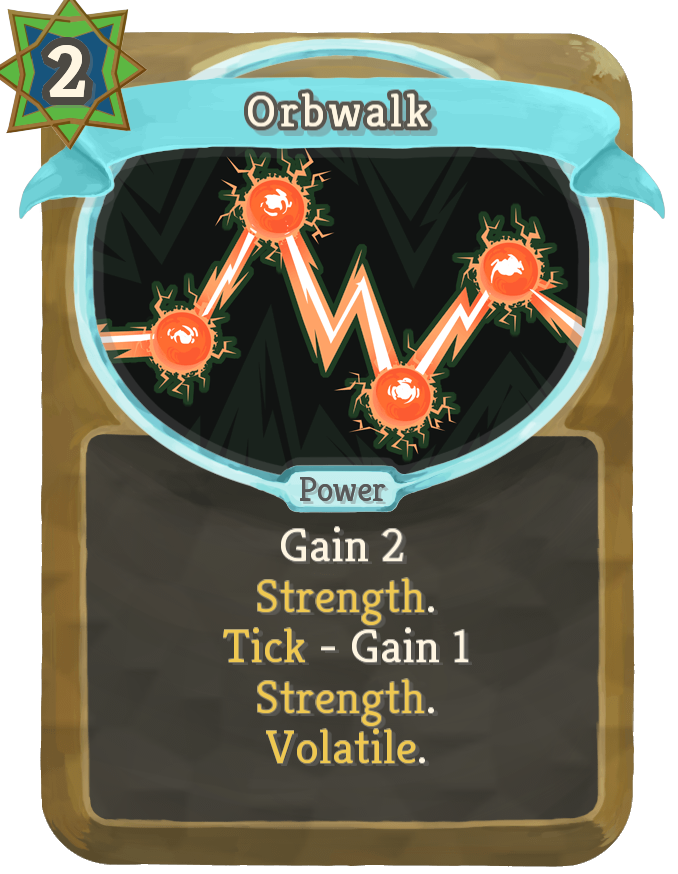 2
Orbwalk
Power
Gain 2
Strength.
Tick - Gain 1
Strength.
Volatile.